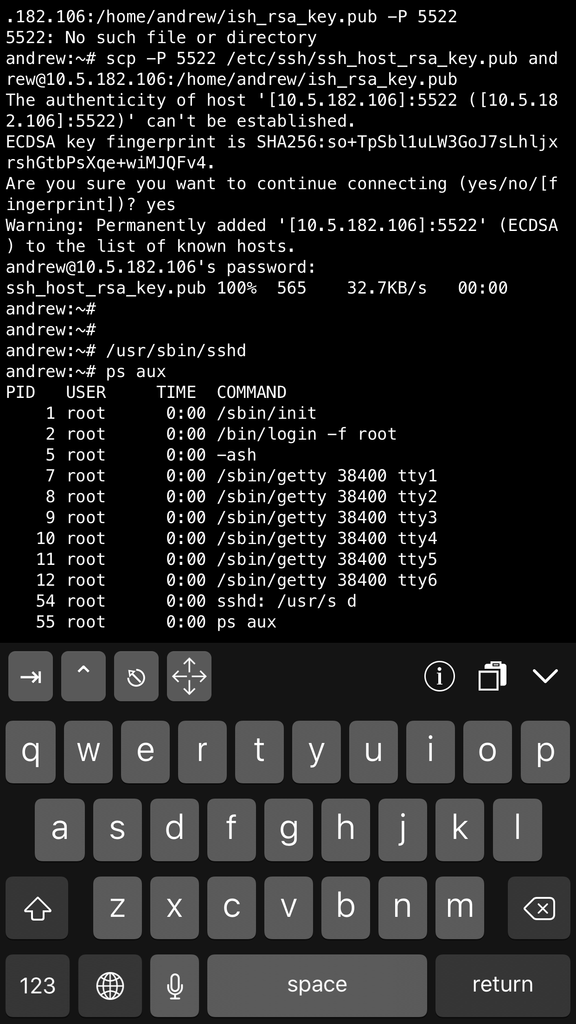 .182.106:/home/andrew/ish_rsa_key.pub -P 5522
5522: No such file or directory
andrew:~# scp -P 5522 /etc/ssh/ssh_host_rsa_key.pub and
rew@10.5.182.106:/home/andrew/ish_rsa_key.pub
The authenticity of host '[10.5.182.106]:5522 ([10.5.18
2.106]:5522)' can't be established.
ECDSA key fingerprint is SHA256:so+TpSbl1uLW3GoJ7sLhljx
rshGtbPsXqe+wiMJQFv4.
Are you sure you want to continue connecting (yes/no/[f
ingerprint])? yes
Warning: Permanently added '[10.5.182.106]:5522' (ECDSA
) to the list of known hosts.
andrew@10.5.182.106's password:
ssh_host_rsa_key.pub 100%  565    32.7KB/s   00:00
andrew:~#
andrew:~#
andrew:~# /usr/sbin/sshd
andrew:~# ps aux
PID   USER     TIME  COMMAND
    1 root      0:00 /sbin/init
    2 root      0:00 /bin/login -f root
    5 root      0:00 -ash
    7 root      0:00 /sbin/getty 38400 tty1
    8 root      0:00 /sbin/getty 38400 tty2
    9 root      0:00 /sbin/getty 38400 tty3
   10 root      0:00 /sbin/getty 38400 tty4
   11 root      0:00 /sbin/getty 38400 tty5
   12 root      0:00 /sbin/getty 38400 tty6
   54 root      0:00 sshd: /usr/s d
   55 root      0:00 ps aux
q w e r t y u i o p
a s d f g h j k l
z x c v b n m
123 space return